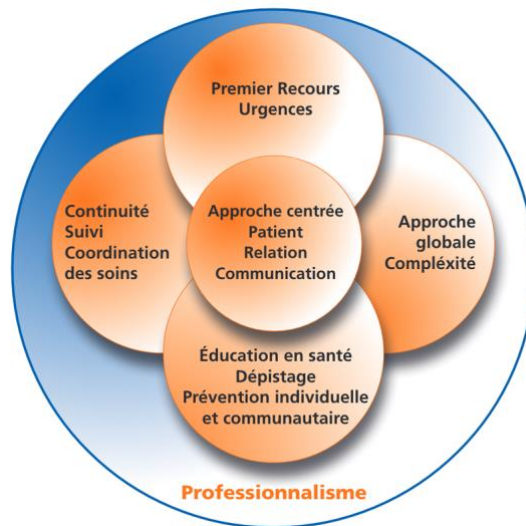 Premier Recours
Urgences
Continuité
Suivi
Coordination
des soins
Approche centrée
Patient
Relation
Communication
Approche
globale
Compléxité
Éducation en santé
Dépistage
Prévention individuelle
et communautaire
Professionnalisme